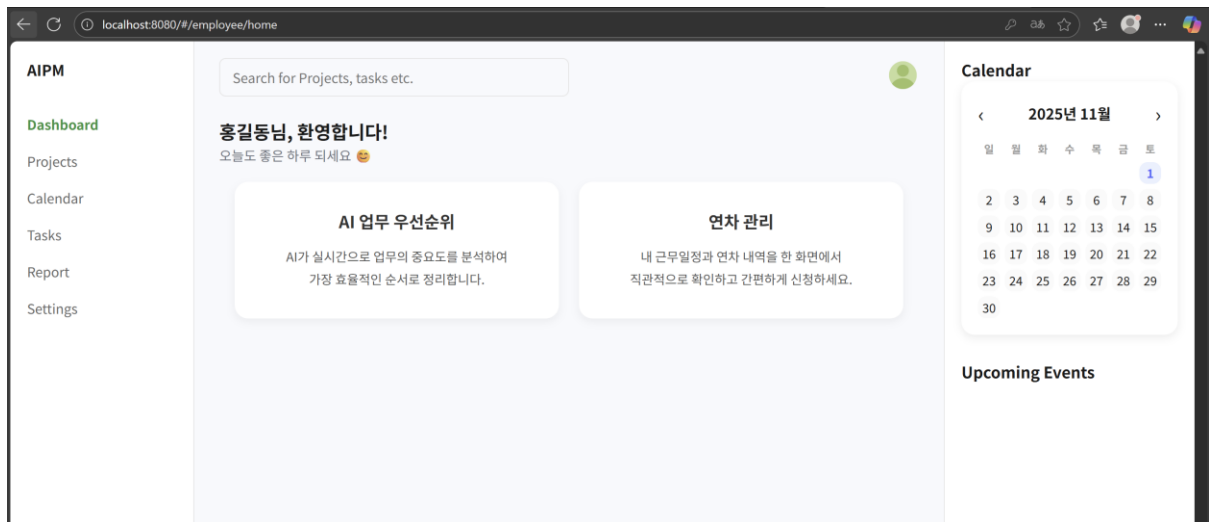 localhost:8080/#/employee/home
AIPM
Dashboard
Projects
Calendar
Tasks
Report
Settings
Search for Projects, tasks etc.
홍길동님, 환영합니다!
오늘도 좋은 하루 되세요 😊
AI 업무 우선순위
AI가 실시간으로 업무의 중요도를 분석하여
가장 효율적인 순서로 정리합니다.
연차 관리
내 근무일정과 연차 내역을 한 화면에서
직관적으로 확인하고 간편하게 신청하세요.
Calendar
‹ 2025년 11월 ›
일 월 화 수 목 금 토
1
2 3 4 5 6 7 8
9 10 11 12 13 14 15
16 17 18 19 20 21 22
23 24 25 26 27 28 29
30
Upcoming Events